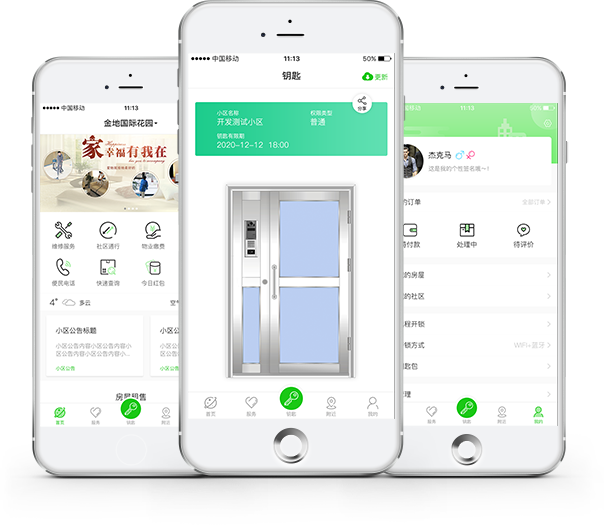 中国移动
11:13
金地国际花园
家 幸福有我在
维修服务
社区通行
物业缴费
便民电话
快速查询
今日红包
4° 多云
空
小区公告标题
小区公告内容小区公告内容小区公告内容小...
小区公告
小区公
小区公
小区公
房屋租售
首页
服务
钥匙
中国移动
11:13
50%
钥匙
更新
分享
小区名称
开发测试小区
权限类型
普通
钥匙有效期
2020-12-12 18:00
首页
服务
钥匙
附近
我的
11:13
50%
杰克马
这是我的个性签名哦~!
的订单
全部订单 >
待付款
处理中
待评价
的房屋
的社区
程开锁
锁方式
WIFI+蓝牙
匙包
管理
服务
钥匙
附近
我的